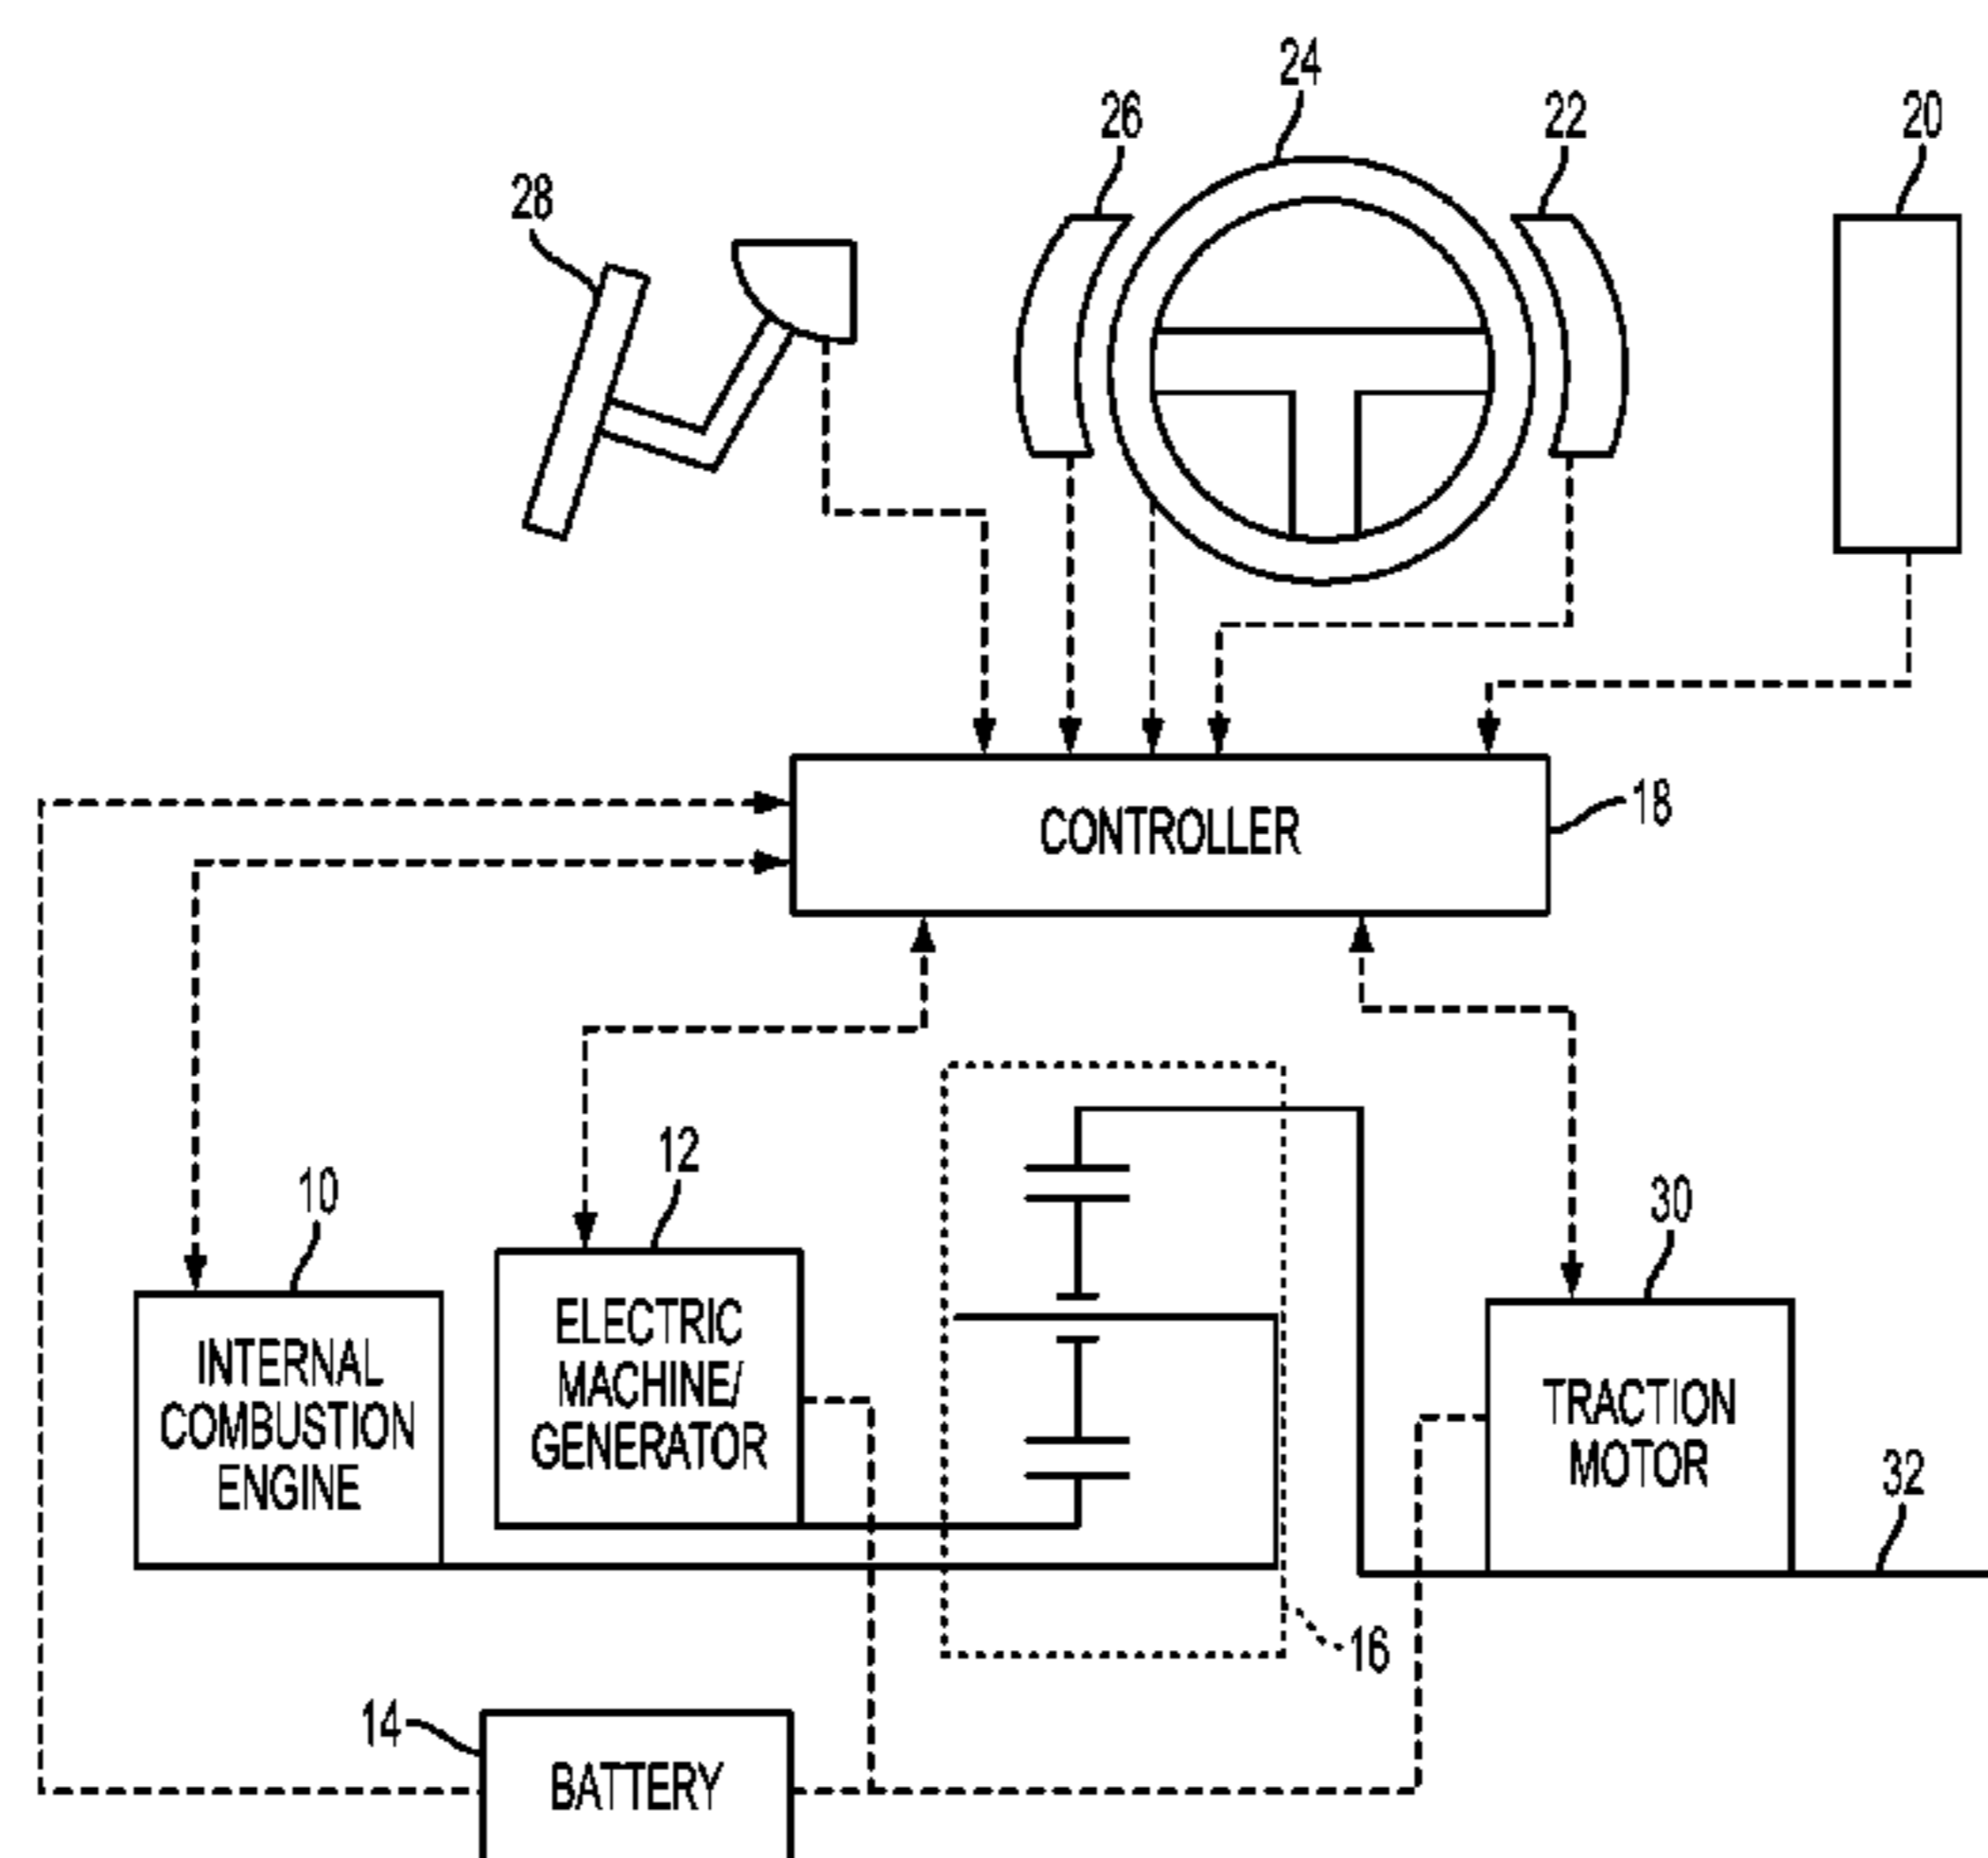 24
26
22
20
28
CONTROLLER
18
12
10
30
ELECTRIC
MACHINE/
GENERATOR
INTERNAL
COMBUSTION
ENGINE
TRACTION
MOTOR
32
16
14
BATTERY